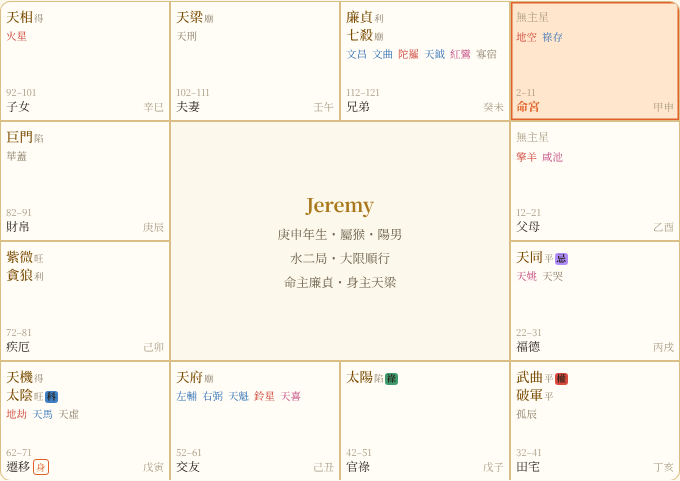 天相得
火星
92–101
子女 辛巳
天梁廟
天刑
102–111
夫妻 壬午
廉貞利
七殺廟
文昌 文曲 陀羅 天鉞 紅鸞 寡宿
112–121
兄弟 癸未
無主星
地空 祿存
2–11
命宮 甲申
巨門陷
華蓋
82–91
財帛 庚辰
Jeremy
庚申年生・屬猴・陽男
水二局・大限順行
命主廉貞・身主天梁
無主星
擎羊 咸池
12–21
父母 乙酉
紫微旺
貪狼利
72–81
疾厄 己卯
天同平忌
天姚 天哭
22–31
福德 丙戌
天機得
太陰旺科
地劫 天馬 天虛
62–71
遷移 身 戊寅
天府廟
左輔 右弼 天魁 鈴星 天喜
52–61
交友 己丑
太陽陷祿
42–51
官祿 戊子
武曲平權
破軍平
孤辰
32–41
田宅 丁亥